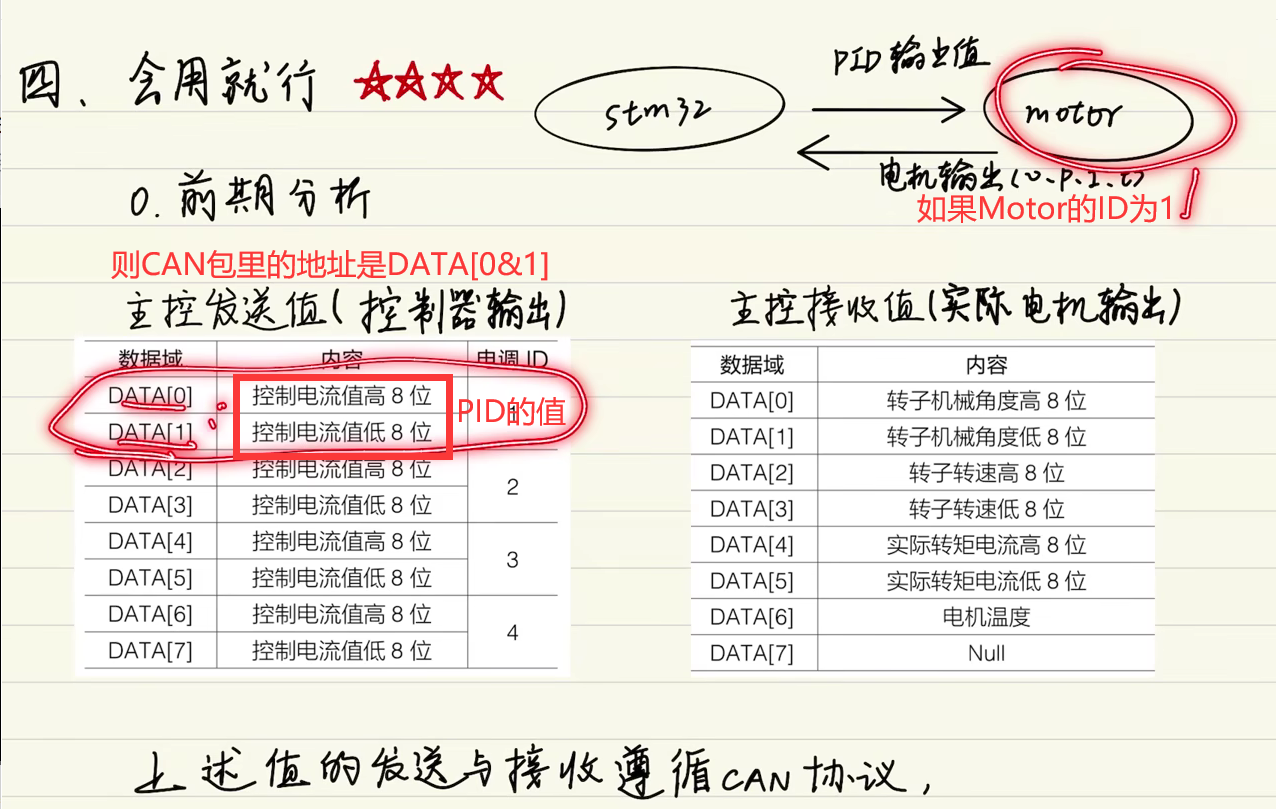 四、会用就行 ☆☆☆☆
stm32
PID输出值
motor
电机输出(v、p、I、t)
如果Motor的ID为1
0. 前期分析
则CAN包里的地址是DATA[0&1]
主控发送值(控制器输出)
数据域 内容 电调 ID
DATA[0] 控制电流值高 8 位
PID的值
DATA[1] 控制电流值低 8 位
DATA[2] 控制电流值高 8 位 2
DATA[3] 控制电流值低 8 位
DATA[4] 控制电流值高 8 位 3
DATA[5] 控制电流值低 8 位
DATA[6] 控制电流值高 8 位 4
DATA[7] 控制电流值低 8 位
主控接收值(实际电机输出)
数据域 内容
DATA[0] 转子机械角度高 8 位
DATA[1] 转子机械角度低 8 位
DATA[2] 转子转速高 8 位
DATA[3] 转子转速低 8 位
DATA[4] 实际转矩电流高 8 位
DATA[5] 实际转矩电流低 8 位
DATA[6] 电机温度
DATA[7] Null
上述值的发送与接收遵循CAN协议,